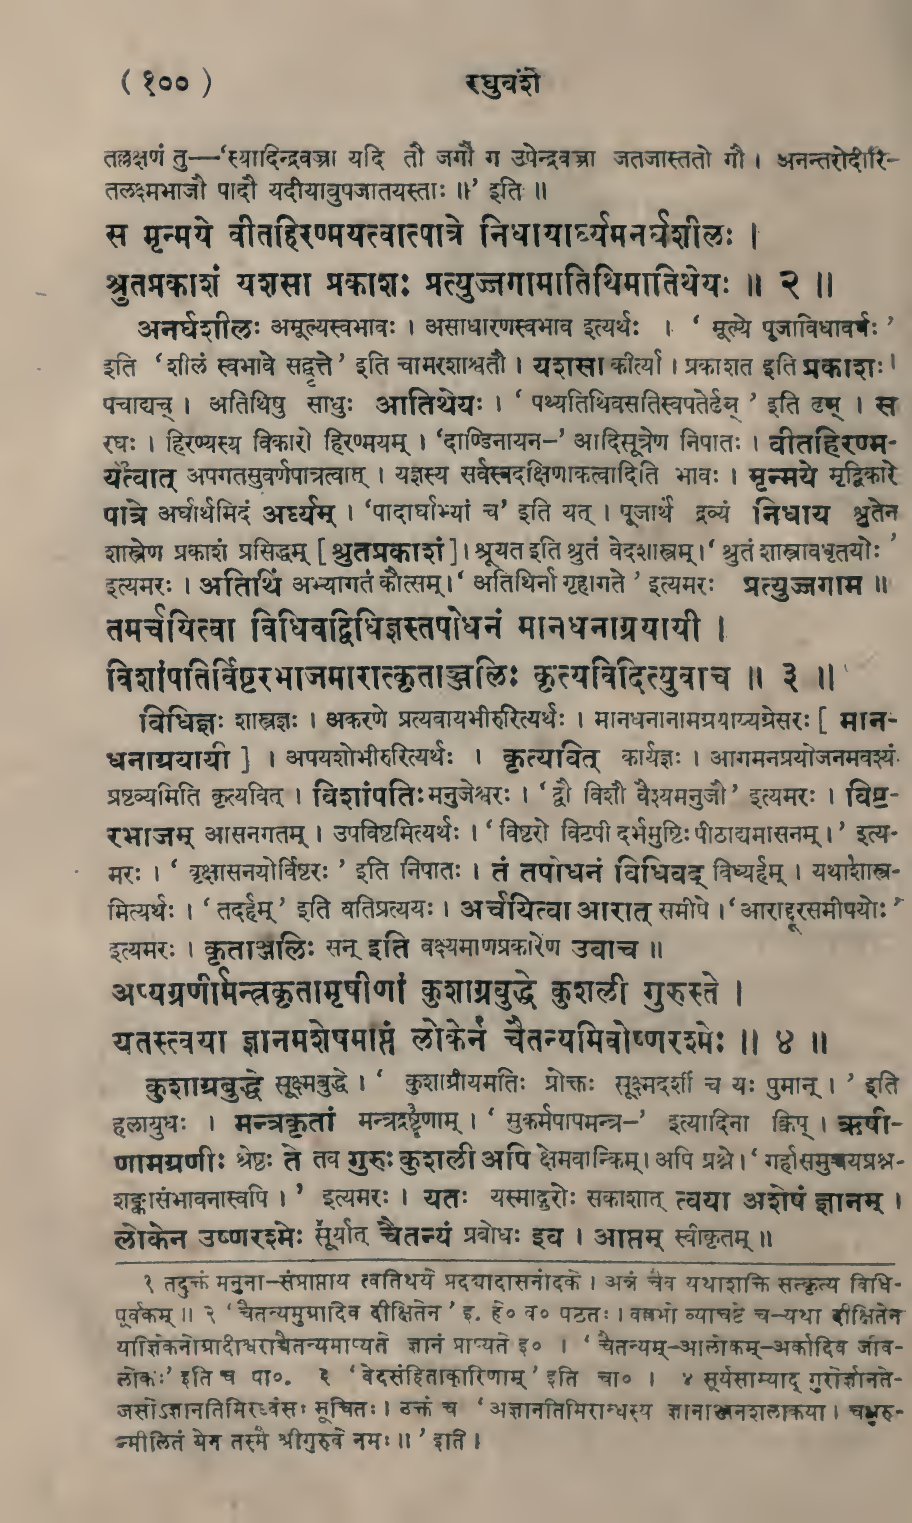 ( १०० ) रघुवंशे
तल्लक्षणं तु—‘स्यादिन्द्रवज्रा यदि तौ जगौ ग उपेन्द्रवज्रा जतजास्ततो गौ । अनन्तरोदीरि-
तलक्ष्मभाजौ पादौ यदीयावुपजातयस्ताः ॥’ इति ॥
स मृन्मये वीतहिरण्मयत्वात्पात्रे निधायार्घ्यमनर्घशीलः ।
श्रुतप्रकाशं यशसा प्रकाशः प्रत्युज्जगामातिथिमातिथेयः ॥ २ ॥
अनर्घशीलः अमूल्यस्वभावः । असाधारणस्वभाव इत्यर्थः । ‘ मूल्ये पूजाविधावर्घः ’
इति ‘शीलं स्वभावे सद्वृत्ते’ इति चामरशाश्वतौ । यशसा कीर्त्या । प्रकाशत इति प्रकाशः ।
पचाद्यच् । अतिथिषु साधुः आतिथेयः । ‘ पथ्यतिथिवसतिस्वपतेर्ढञ् ’ इति ढञ् । स
रघुः । हिरण्यस्य विकारो हिरण्मयम् । ‘दाण्डिनायन–’ आदिसूत्रेण निपातः । वीतहिरण्म-
यत्वात् अपगतसुवर्णपात्रत्वात् । यज्ञस्य सर्वस्वदक्षिणाकत्वादिति भावः । मृन्मये मृद्विकारे
पात्रे अर्घार्थमिदं अर्घ्यम् । ‘पादार्घाभ्यां च’ इति यत् । पूजार्थं द्रव्यं निधाय श्रुतेन
शास्त्रेण प्रकाशं प्रसिद्धम् [ श्रुतप्रकाशं ] । श्रूयत इति श्रुतं वेदशास्त्रम् । ‘ श्रुतं शास्त्रावधृतयोः ’
इत्यमरः । अतिथिं अभ्यागतं कौत्सम् । ‘ अतिथिर्ना गृहागते ’ इत्यमरः प्रत्युज्जगाम ॥
तमर्चयित्वा विधिवद्विधिज्ञस्तपोधनं मानधनाग्रयायी ।
विशांपतिर्विष्टरभाजमारात्कृताञ्जलिः कृत्यविदित्युवाच ॥ ३ ॥
विधिज्ञः शास्त्रज्ञः । अकरणे प्रत्यवायभीरुरित्यर्थः । मानधनानामग्रयाय्यग्रेसरः [ मान-
धनाग्रयायी ] । अपयशोभीरुरित्यर्थः । कृत्यवित् कार्यज्ञः । आगमनप्रयोजनमवश्यं
प्रष्टव्यमिति कृत्यवित् । विशांपतिः मनुजेश्वरः । ‘ द्वौ विशौ वैश्यमनुजौ ’ इत्यमरः । विष्ट-
रभाजम् आसनगतम् । उपविष्टमित्यर्थः । ‘ विष्टरो विटपी दर्भमुष्टिः पीठाद्यमासनम् ।’ इत्य-
मरः । ‘ वृक्षासनयोर्विष्टरः ’ इति निपातः । तं तपोधनं विधिवद् विध्यर्हम् । यथाशास्त्र-
मित्यर्थः । ‘ तदर्हम् ’ इति वतिप्रत्ययः । अर्चयित्वा आरात् समीपे । ‘ आराद्दूरसमीपयोः ’
इत्यमरः । कृताञ्जलिः सन् इति वक्ष्यमाणप्रकारेण उवाच ॥
अप्यग्रणीर्मन्त्रकृतामृषीणां कुशाग्रबुद्धे कुशली गुरुस्ते ।
यतस्त्वया ज्ञानमशेषमाप्तं लोकेन चैतन्यमिवोष्णरश्मेः ॥ ४ ॥
कुशाग्रबुद्धे सूक्ष्मबुद्धे । ‘ कुशाग्रीयमतिः प्रोक्तः सूक्ष्मदर्शी च यः पुमान् । ’ इति
हलायुधः । मन्त्रकृतां मन्त्रद्रष्टॄणाम् । ‘ सुकर्मपापमन्त्र–’ इत्यादिना क्विप् । ऋषी-
णामग्रणीः श्रेष्ठः ते तव गुरुः कुशली अपि क्षेमवान्किम् । अपि प्रश्ने । ‘ गर्हासमुच्चयप्रश्न-
शङ्कासंभावनास्वपि । ’ इत्यमरः । यतः यस्माद्गुरोः सकाशात् त्वया अशेषं ज्ञानम् ।
लोकेन उष्णरश्मेः सूर्यात् चैतन्यं प्रबोधः इव । आप्तम् स्वीकृतम् ॥
१ तदुक्तं मनुना–संप्राप्ताय त्वतिथये प्रदद्यादासनोदके । अन्नं चैव यथाशक्ति सत्कृत्य विधि-
पूर्वकम् ॥ २ ‘ चैतन्यमुग्रादिव दीक्षितेन ’ इ. हे० व० पठतः । वल्लभो व्याचष्टे च–यथा दीक्षितेन
याज्ञिकेनोग्रादीश्वराच्चैतन्यमाप्यते ज्ञानं प्राप्यते इ० । ‘ चैतन्यम्–आलोकम्–अर्कादिव जीव-
लोकः’ इति च पा०. ३ ‘ वेदसंहिताकारिणाम् ’ इति चा० । ४ सूर्यसाम्याद् गुरोर्ज्ञानते-
जसोऽज्ञानतिमिरध्वंसः सूचितः । उक्तं च ‘ अज्ञानतिमिरान्धस्य ज्ञानाञ्जनशलाकया । चक्षुरु-
न्मीलितं येन तस्मै श्रीगुरुवे नमः ॥ ’ इति ।